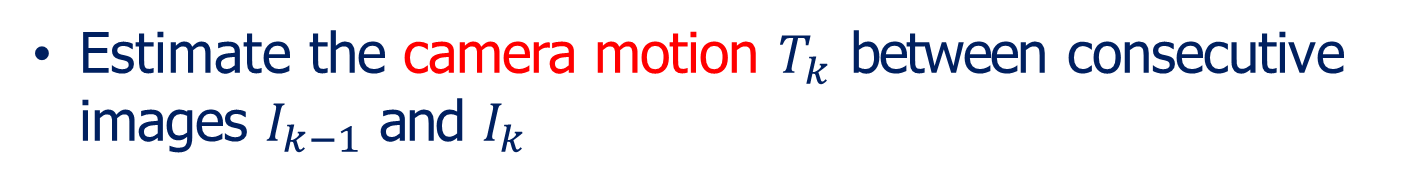 • Estimate the camera motion 𝑇ₖ between consecutive
images 𝐼ₖ₋₁ and 𝐼ₖ